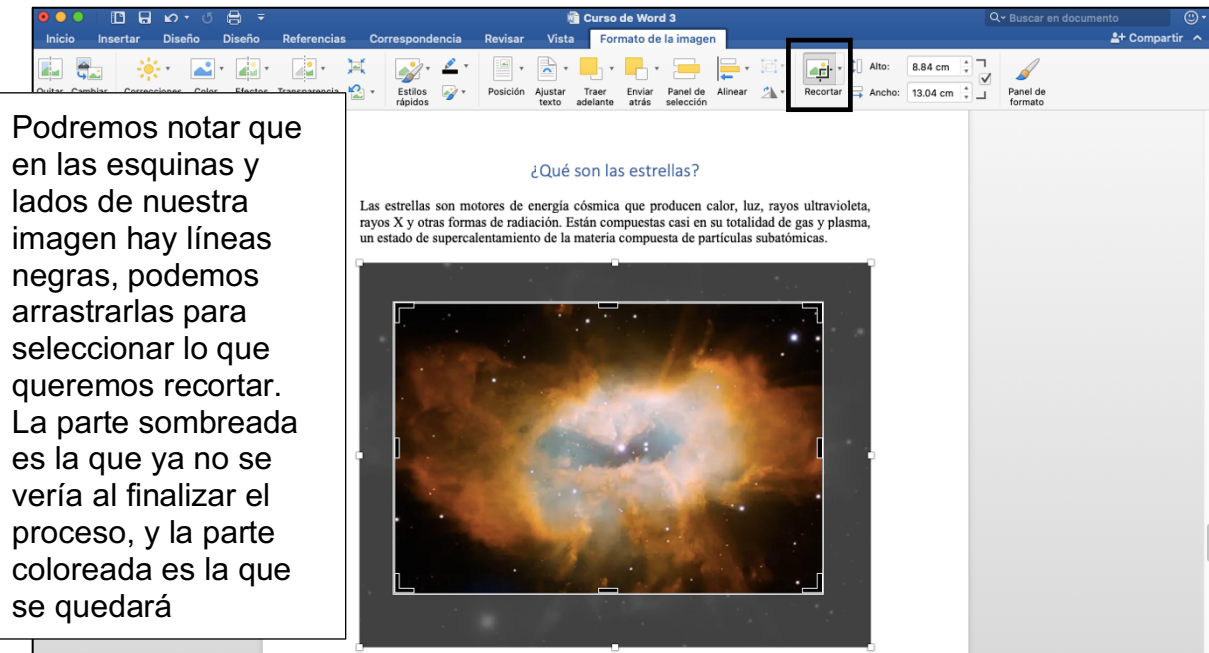 Curso de Word 3
Buscar en documento
Inicio Insertar Diseño Diseño Referencias Correspondencia Revisar Vista Formato de la imagen Compartir
Quitar Cambiar Correcciones Color Efectos Transparencia Estilos rápidos Posición Ajustar texto Traer adelante Enviar atrás Panel de selección Alinear Recortar Alto: 8.84 cm Ancho: 13.04 cm Panel de formato
Podremos notar que
en las esquinas y
lados de nuestra
imagen hay líneas
negras, podemos
arrastrarlas para
seleccionar lo que
queremos recortar.
La parte sombreada
es la que ya no se
vería al finalizar el
proceso, y la parte
coloreada es la que
se quedará
¿Qué son las estrellas?
Las estrellas son motores de energía cósmica que producen calor, luz, rayos ultravioleta,
rayos X y otras formas de radiación. Están compuestas casi en su totalidad de gas y plasma,
un estado de supercalentamiento de la materia compuesta de partículas subatómicas.